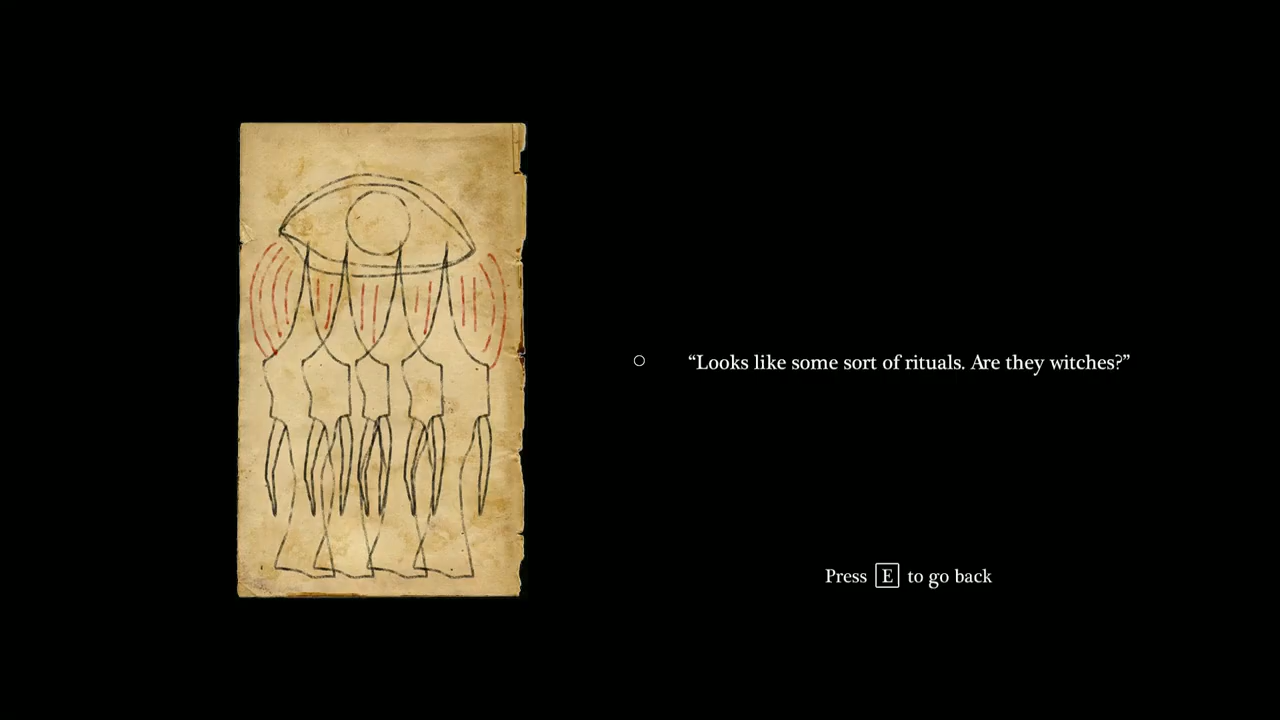 “Looks like some sort of rituals. Are they witches?”
Press E to go back